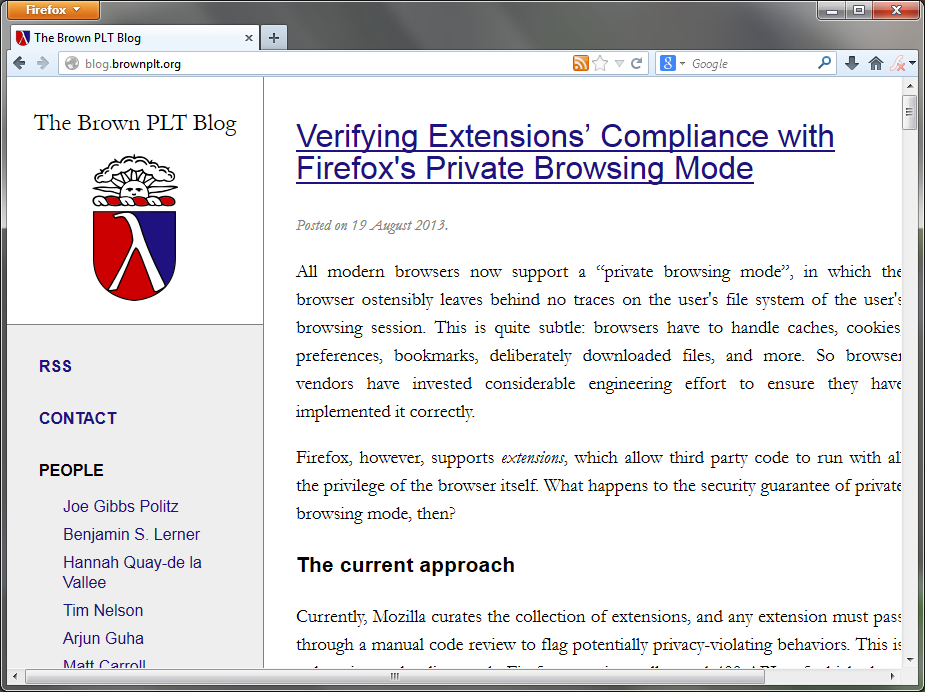 Firefox
The Brown PLT Blog
blog.brownplt.org
Google
The Brown PLT Blog
RSS
CONTACT
PEOPLE
Joe Gibbs Politz
Benjamin S. Lerner
Hannah Quay-de la
Vallee
Tim Nelson
Arjun Guha
Matt Carroll
Verifying Extensions’ Compliance with
Firefox's Private Browsing Mode
Posted on 19 August 2013.
All modern browsers now support a “private browsing mode”, in which the
browser ostensibly leaves behind no traces on the user's file system of the user's
browsing session. This is quite subtle: browsers have to handle caches, cookies
preferences, bookmarks, deliberately downloaded files, and more. So browser
vendors have invested considerable engineering effort to ensure they have
implemented it correctly.
Firefox, however, supports extensions, which allow third party code to run with all
the privilege of the browser itself. What happens to the security guarantee of private
browsing mode, then?
The current approach
Currently, Mozilla curates the collection of extensions, and any extension must pass
through a manual code review to flag potentially privacy-violating behaviors. This is